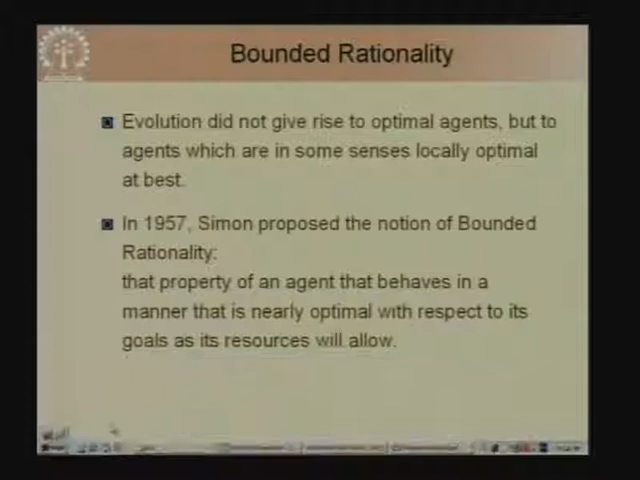 Bounded Rationality
Evolution did not give rise to optimal agents, but to
agents which are in some senses locally optimal
at best.
In 1957, Simon proposed the notion of Bounded
Rationality:
that property of an agent that behaves in a
manner that is nearly optimal with respect to its
goals as its resources will allow.